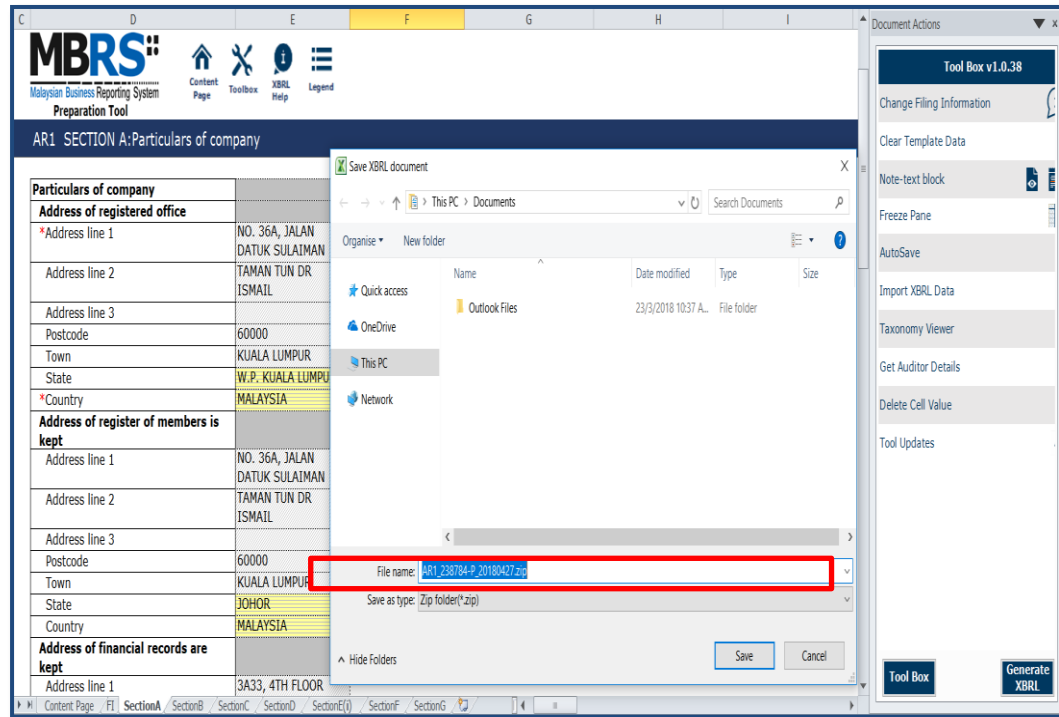 C D E F G H I
Document Actions
MBRS
Malaysian Business Reporting System
Preparation Tool
Content Page
Toolbox
XBRL Help
Legend
AR1 SECTION A:Particulars of company
Particulars of company
Address of registered office
*Address line 1 NO. 36A, JALAN DATUK SULAIMAN
Address line 2 TAMAN TUN DR ISMAIL
Address line 3
Postcode 60000
Town KUALA LUMPUR
State W.P. KUALA LUMPU
*Country MALAYSIA
Address of register of members is kept
Address line 1 NO. 36A, JALAN DATUK SULAIMAN
Address line 2 TAMAN TUN DR ISMAIL
Address line 3
Postcode 60000
Town KUALA LUMPUR
State JOHOR
Country MALAYSIA
Address of financial records are kept
Address line 1 3A33, 4TH FLOOR
Content Page FI SectionA SectionB SectionC SectionD SectionE(i) SectionF SectionG
Save XBRL document X
This PC > Documents
Search Documents
Organise New folder
Name Date modified Type Size
Quick access
OneDrive
This PC
Network
Outlook Files 23/3/2018 10:37 A... File folder
File name: AR1_238784-P_20180427.zip
Save as type: Zip folder(*.zip)
Hide Folders
Save Cancel
Tool Box v1.0.38
Change Filing Information
Clear Template Data
Note-text block
Freeze Pane
AutoSave
Import XBRL Data
Taxonomy Viewer
Get Auditor Details
Delete Cell Value
Tool Updates
Tool Box
Generate XBRL